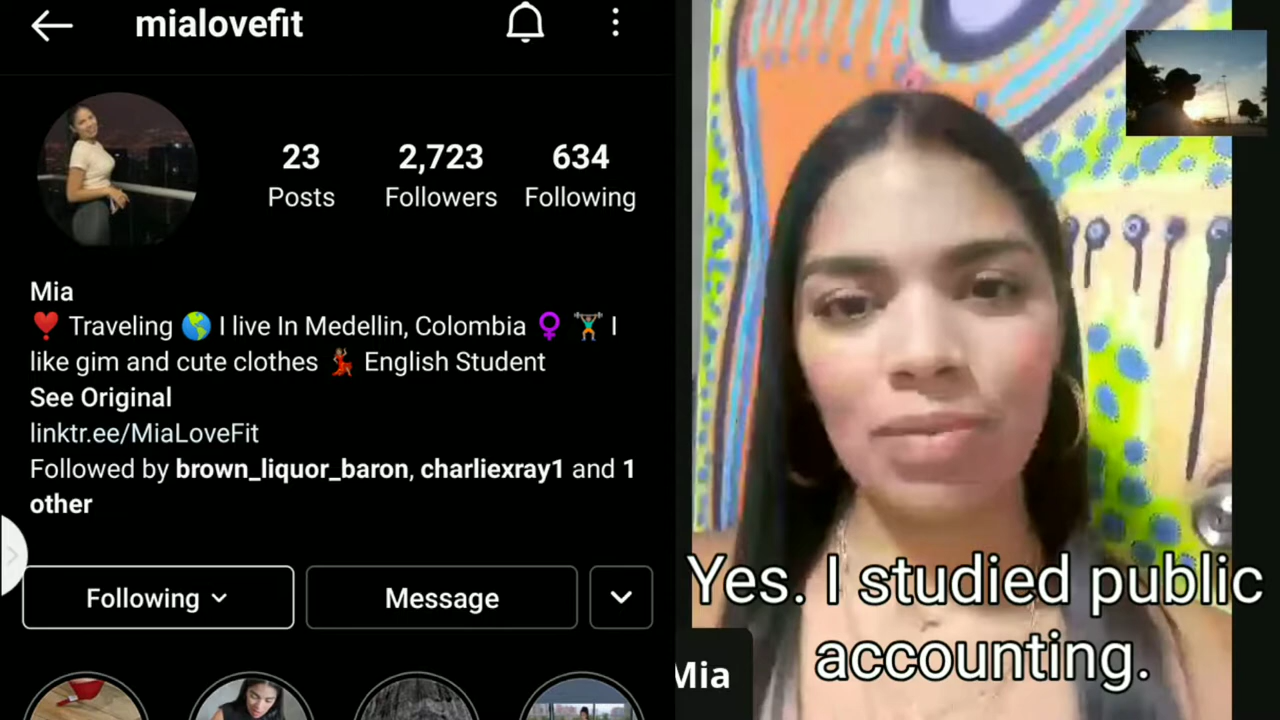 mialovefit
23 2,723 634
Posts Followers Following
Mia
❤️ Traveling 🌎 I live In Medellin, Colombia ♀️ 🏋️ I
like gim and cute clothes 💃 English Student
See Original
linktr.ee/MiaLoveFit
Followed by brown_liquor_baron, charliexray1 and 1
other
Following
Message
Yes. I studied public
accounting.
Mia